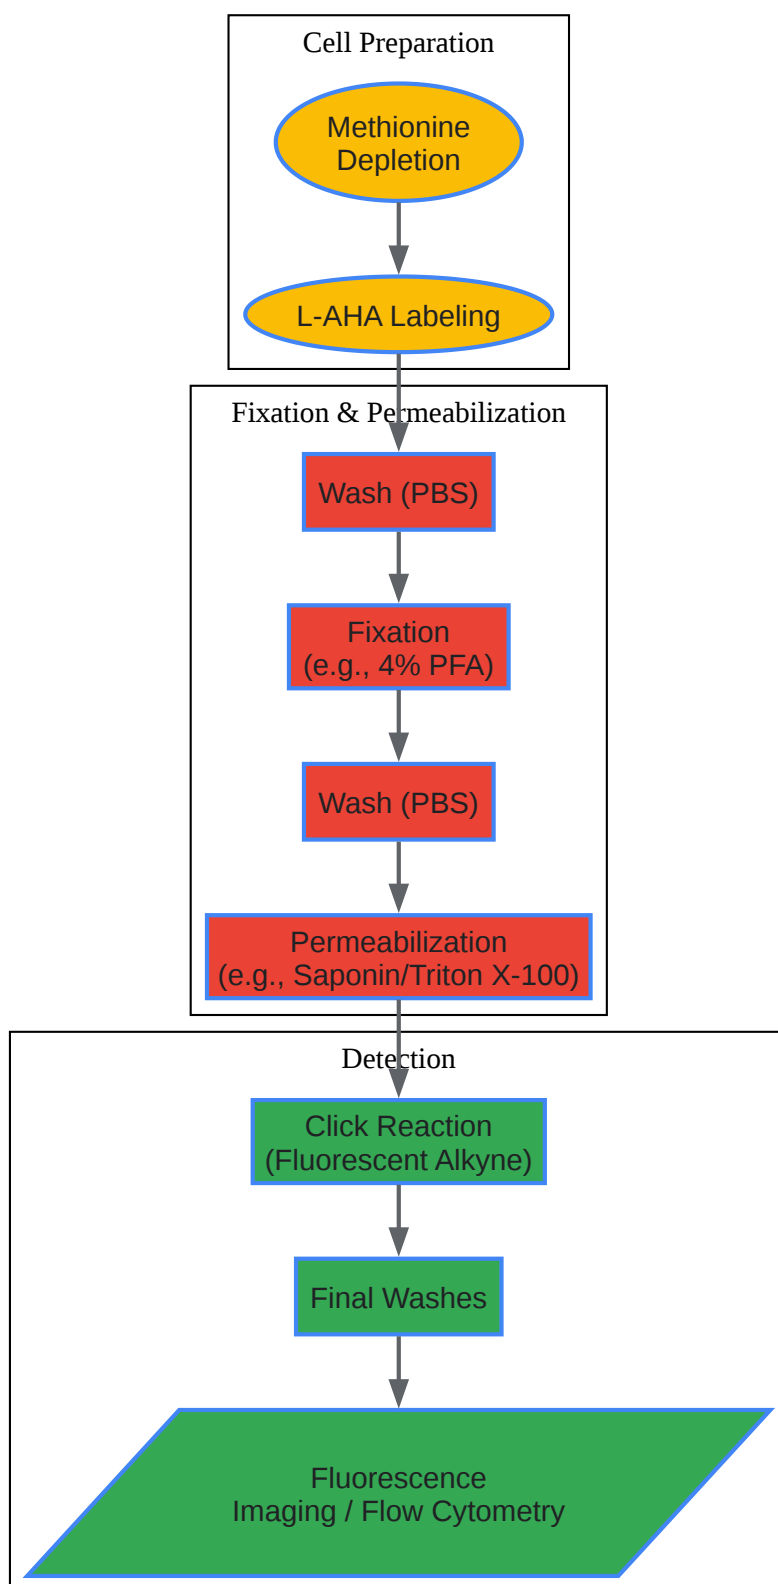 Cell Preparation
Methionine
Depletion
L-AHA Labeling
Fixation & Permeabilization
Wash (PBS)
Fixation
(e.g., 4% PFA)
Wash (PBS)
Permeabilization
(e.g., Saponin/Triton X-100)
Detection
Click Reaction
(Fluorescent Alkyne)
Final Washes
Fluorescence
Imaging / Flow Cytometry